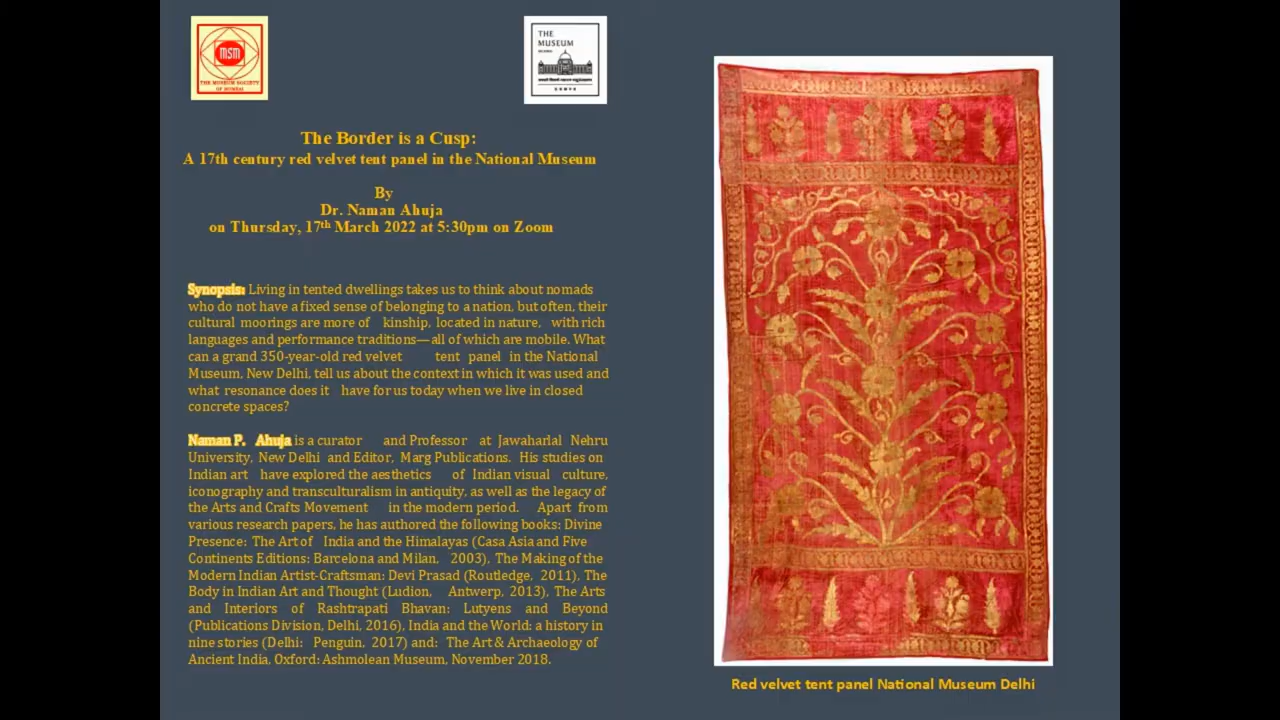 msm
THE MUSEUM SOCIETY
OF MUMBAI
THE
MUSEUM
MUMBAI
CSMVS
The Border is a Cusp:
A 17th century red velvet tent panel in the National Museum
By
Dr. Naman Ahuja
on Thursday, 17th March 2022 at 5:30pm on Zoom
Synopsis: Living in tented dwellings takes us to think about nomads
who do not have a fixed sense of belonging to a nation, but often, their
cultural moorings are more of kinship, located in nature, with rich
languages and performance traditions—all of which are mobile. What
can a grand 350-year-old red velvet tent panel in the National
Museum, New Delhi, tell us about the context in which it was used and
what resonance does it have for us today when we live in closed
concrete spaces?
Naman P. Ahuja is a curator and Professor at Jawaharlal Nehru
University, New Delhi and Editor, Marg Publications. His studies on
Indian art have explored the aesthetics of Indian visual culture,
iconography and transculturalism in antiquity, as well as the legacy of
the Arts and Crafts Movement in the modern period. Apart from
various research papers, he has authored the following books: Divine
Presence: The Art of India and the Himalayas (Casa Asia and Five
Continents Editions: Barcelona and Milan, 2003), The Making of the
Modern Indian Artist-Craftsman: Devi Prasad (Routledge, 2011), The
Body in Indian Art and Thought (Ludion, Antwerp, 2013), The Arts
and Interiors of Rashtrapati Bhavan: Lutyens and Beyond
(Publications Division, Delhi, 2016), India and the World: a history in
nine stories (Delhi: Penguin, 2017) and: The Art & Archaeology of
Ancient India, Oxford: Ashmolean Museum, November 2018.
Red velvet tent panel National Museum Delhi